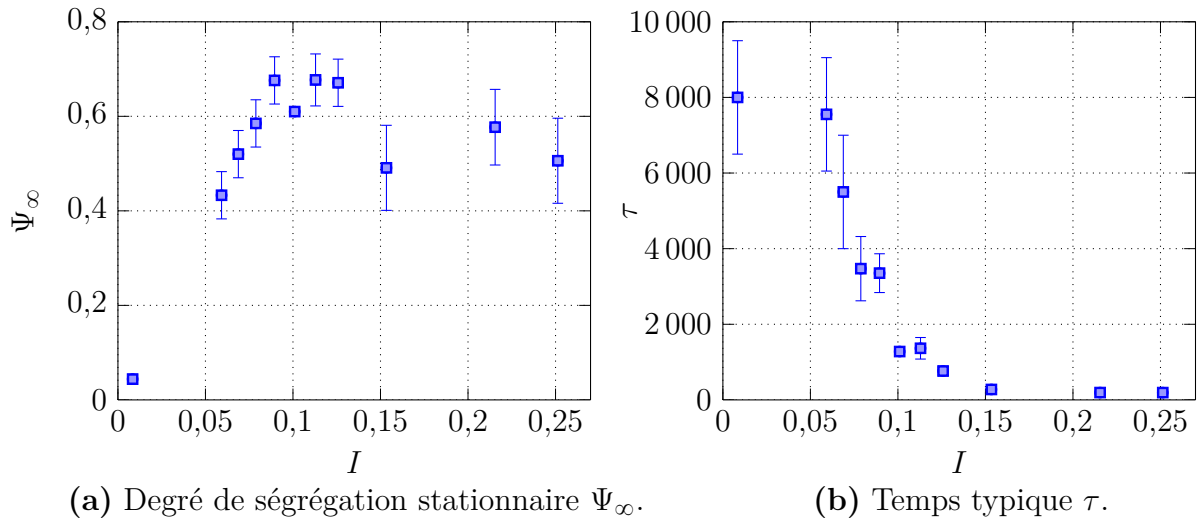 0,8
0,6
0,4
0,2
0
Ψ∞
0 0,05 0,1 0,15 0,2 0,25
I
(a) Degré de ségrégation stationnaire Ψ∞.
10 000
8 000
6 000
4 000
2 000
0
τ
0 0,05 0,1 0,15 0,2 0,25
I
(b) Temps typique τ.